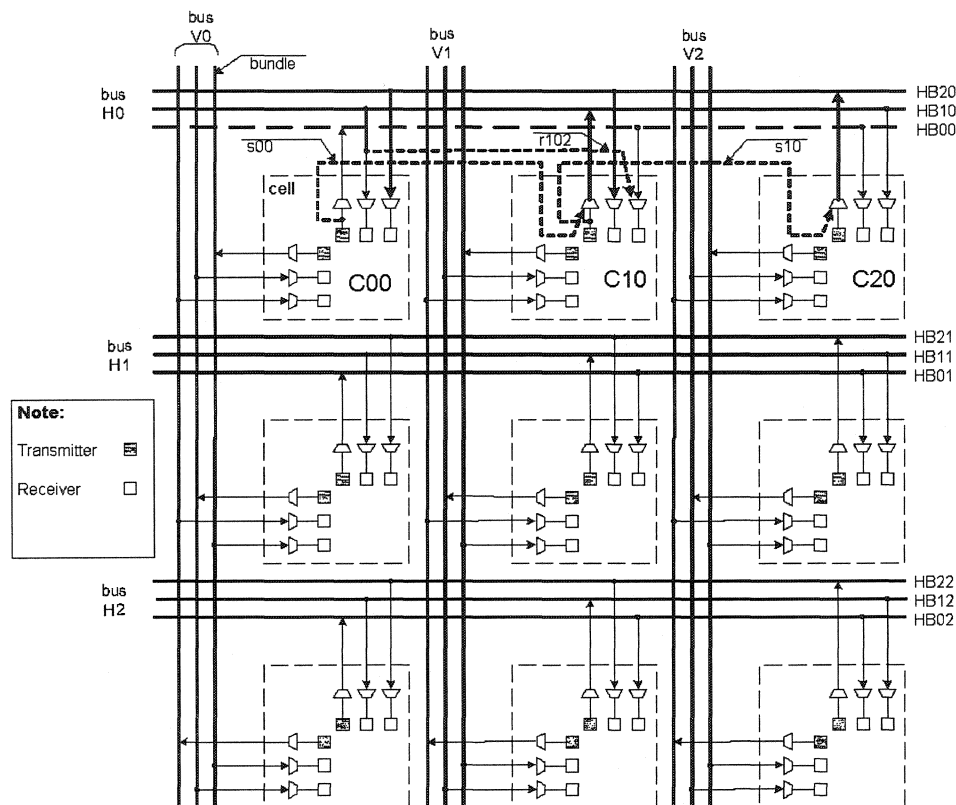 bus
V0
bus
V1
bus
V2
bundle
bus
H0
HB20
HB10
HB00
s00
r102
s10
cell
C00
C10
C20
bus
H1
HB21
HB11
HB01
Note:
Transmitter
Receiver
bus
H2
HB22
HB12
HB02